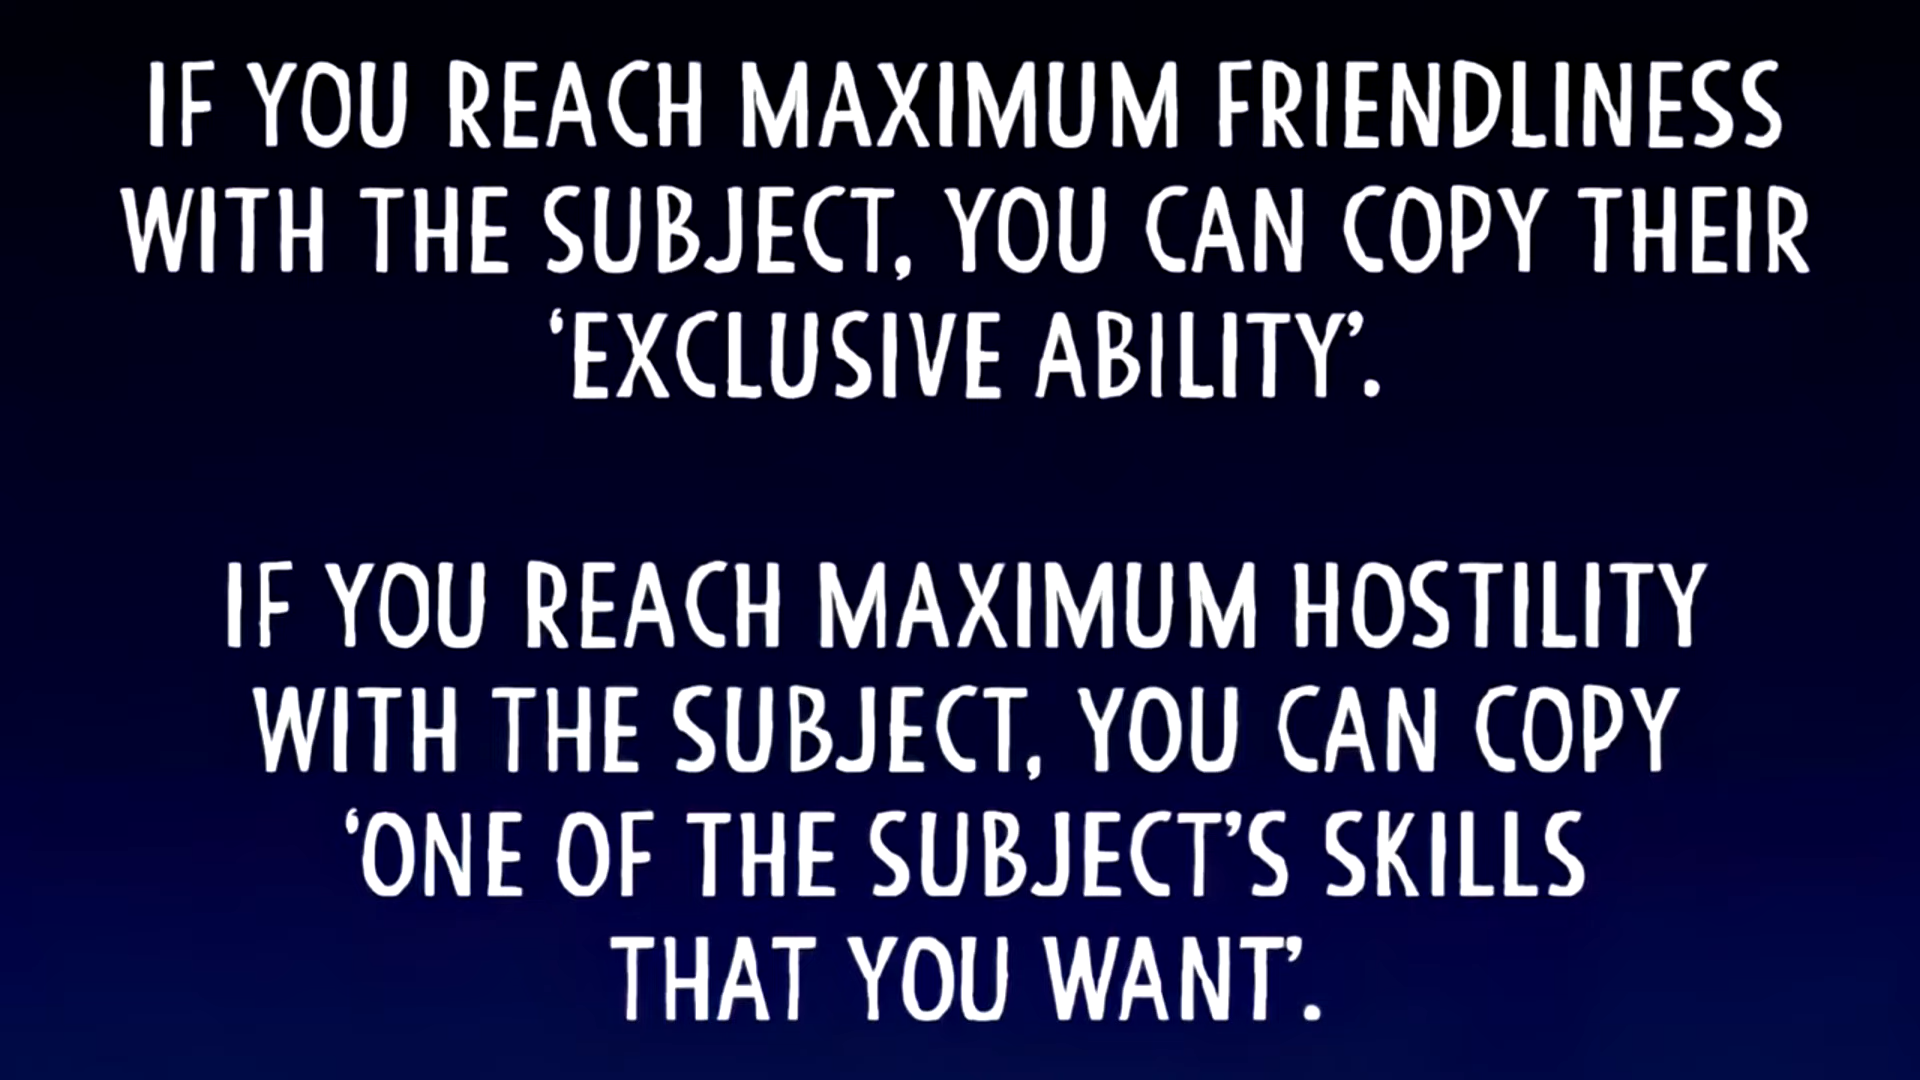 IF YOU REACH MAXIMUM FRIENDLINESS
WITH THE SUBJECT, YOU CAN COPY THEIR
‘EXCLUSIVE ABILITY’.
IF YOU REACH MAXIMUM HOSTILITY
WITH THE SUBJECT, YOU CAN COPY
‘ONE OF THE SUBJECT’S SKILLS
THAT YOU WANT’.